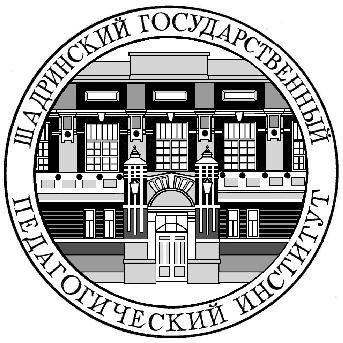 ШАДРИНСКИЙ ГОСУДАРСТВЕННЫЙ
ПЕДАГОГИЧЕСКИЙ ИНСТИТУТ